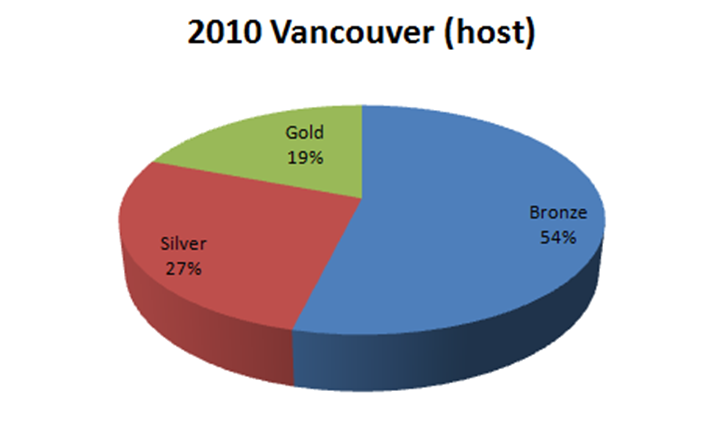 2010 Vancouver (host)
Gold
19%
Bronze
54%
Silver
27%